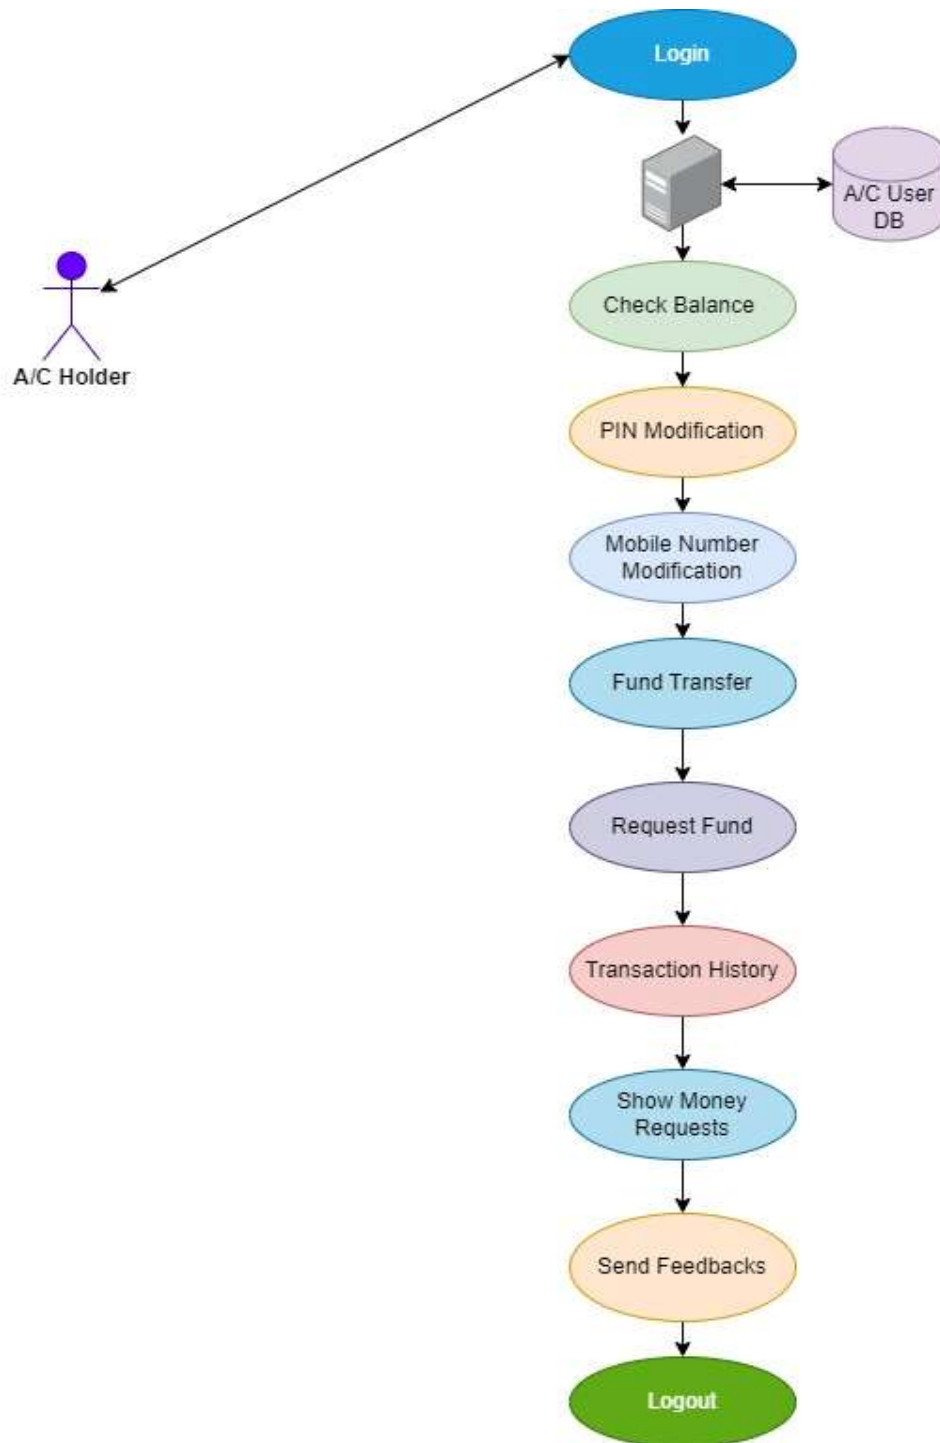 Login
A/C User
DB
Check Balance
A/C Holder
PIN Modification
Mobile Number
Modification
Fund Transfer
Request Fund
Transaction History
Show Money
Requests
Send Feedbacks
Logout